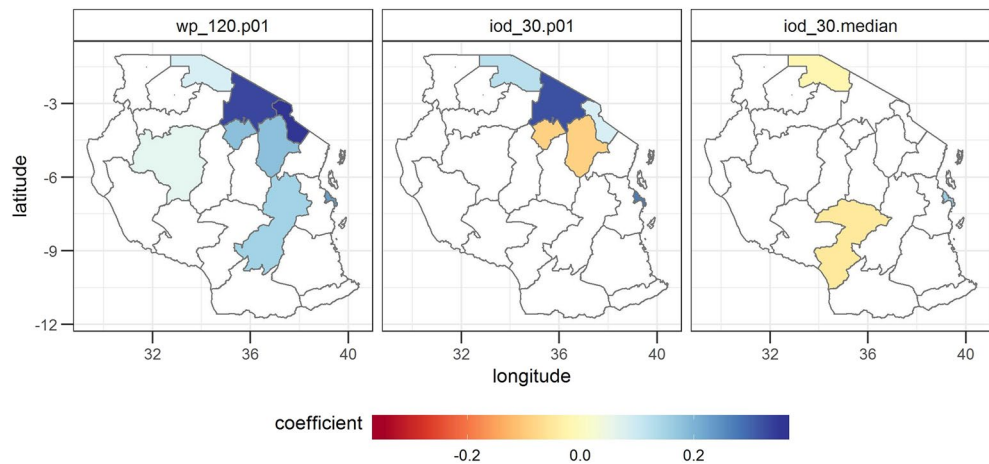 wp_120.p01 iod_30.p01 iod_30.median
latitude
-3
-6
-9
-12
32 36 40 32 36 40 32 36 40
longitude
coefficient
-0.2 0.0 0.2